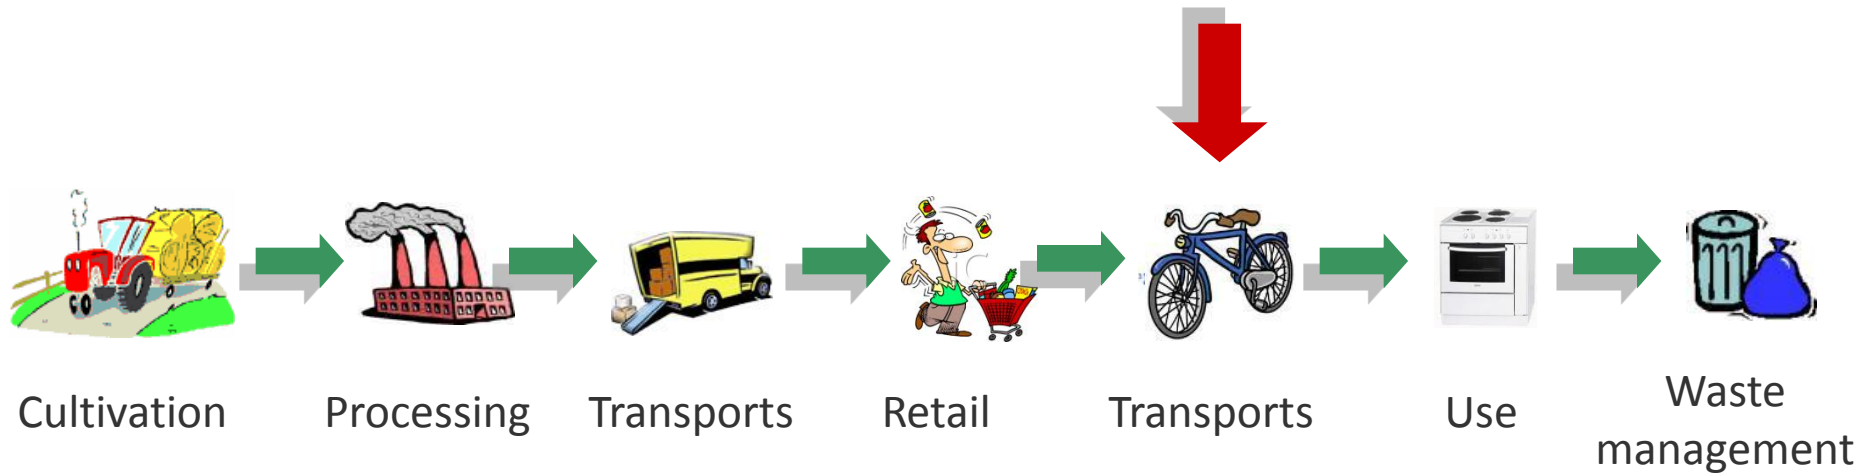 Cultivation
Processing
Transports
Retail
Transports
Use
Waste
management